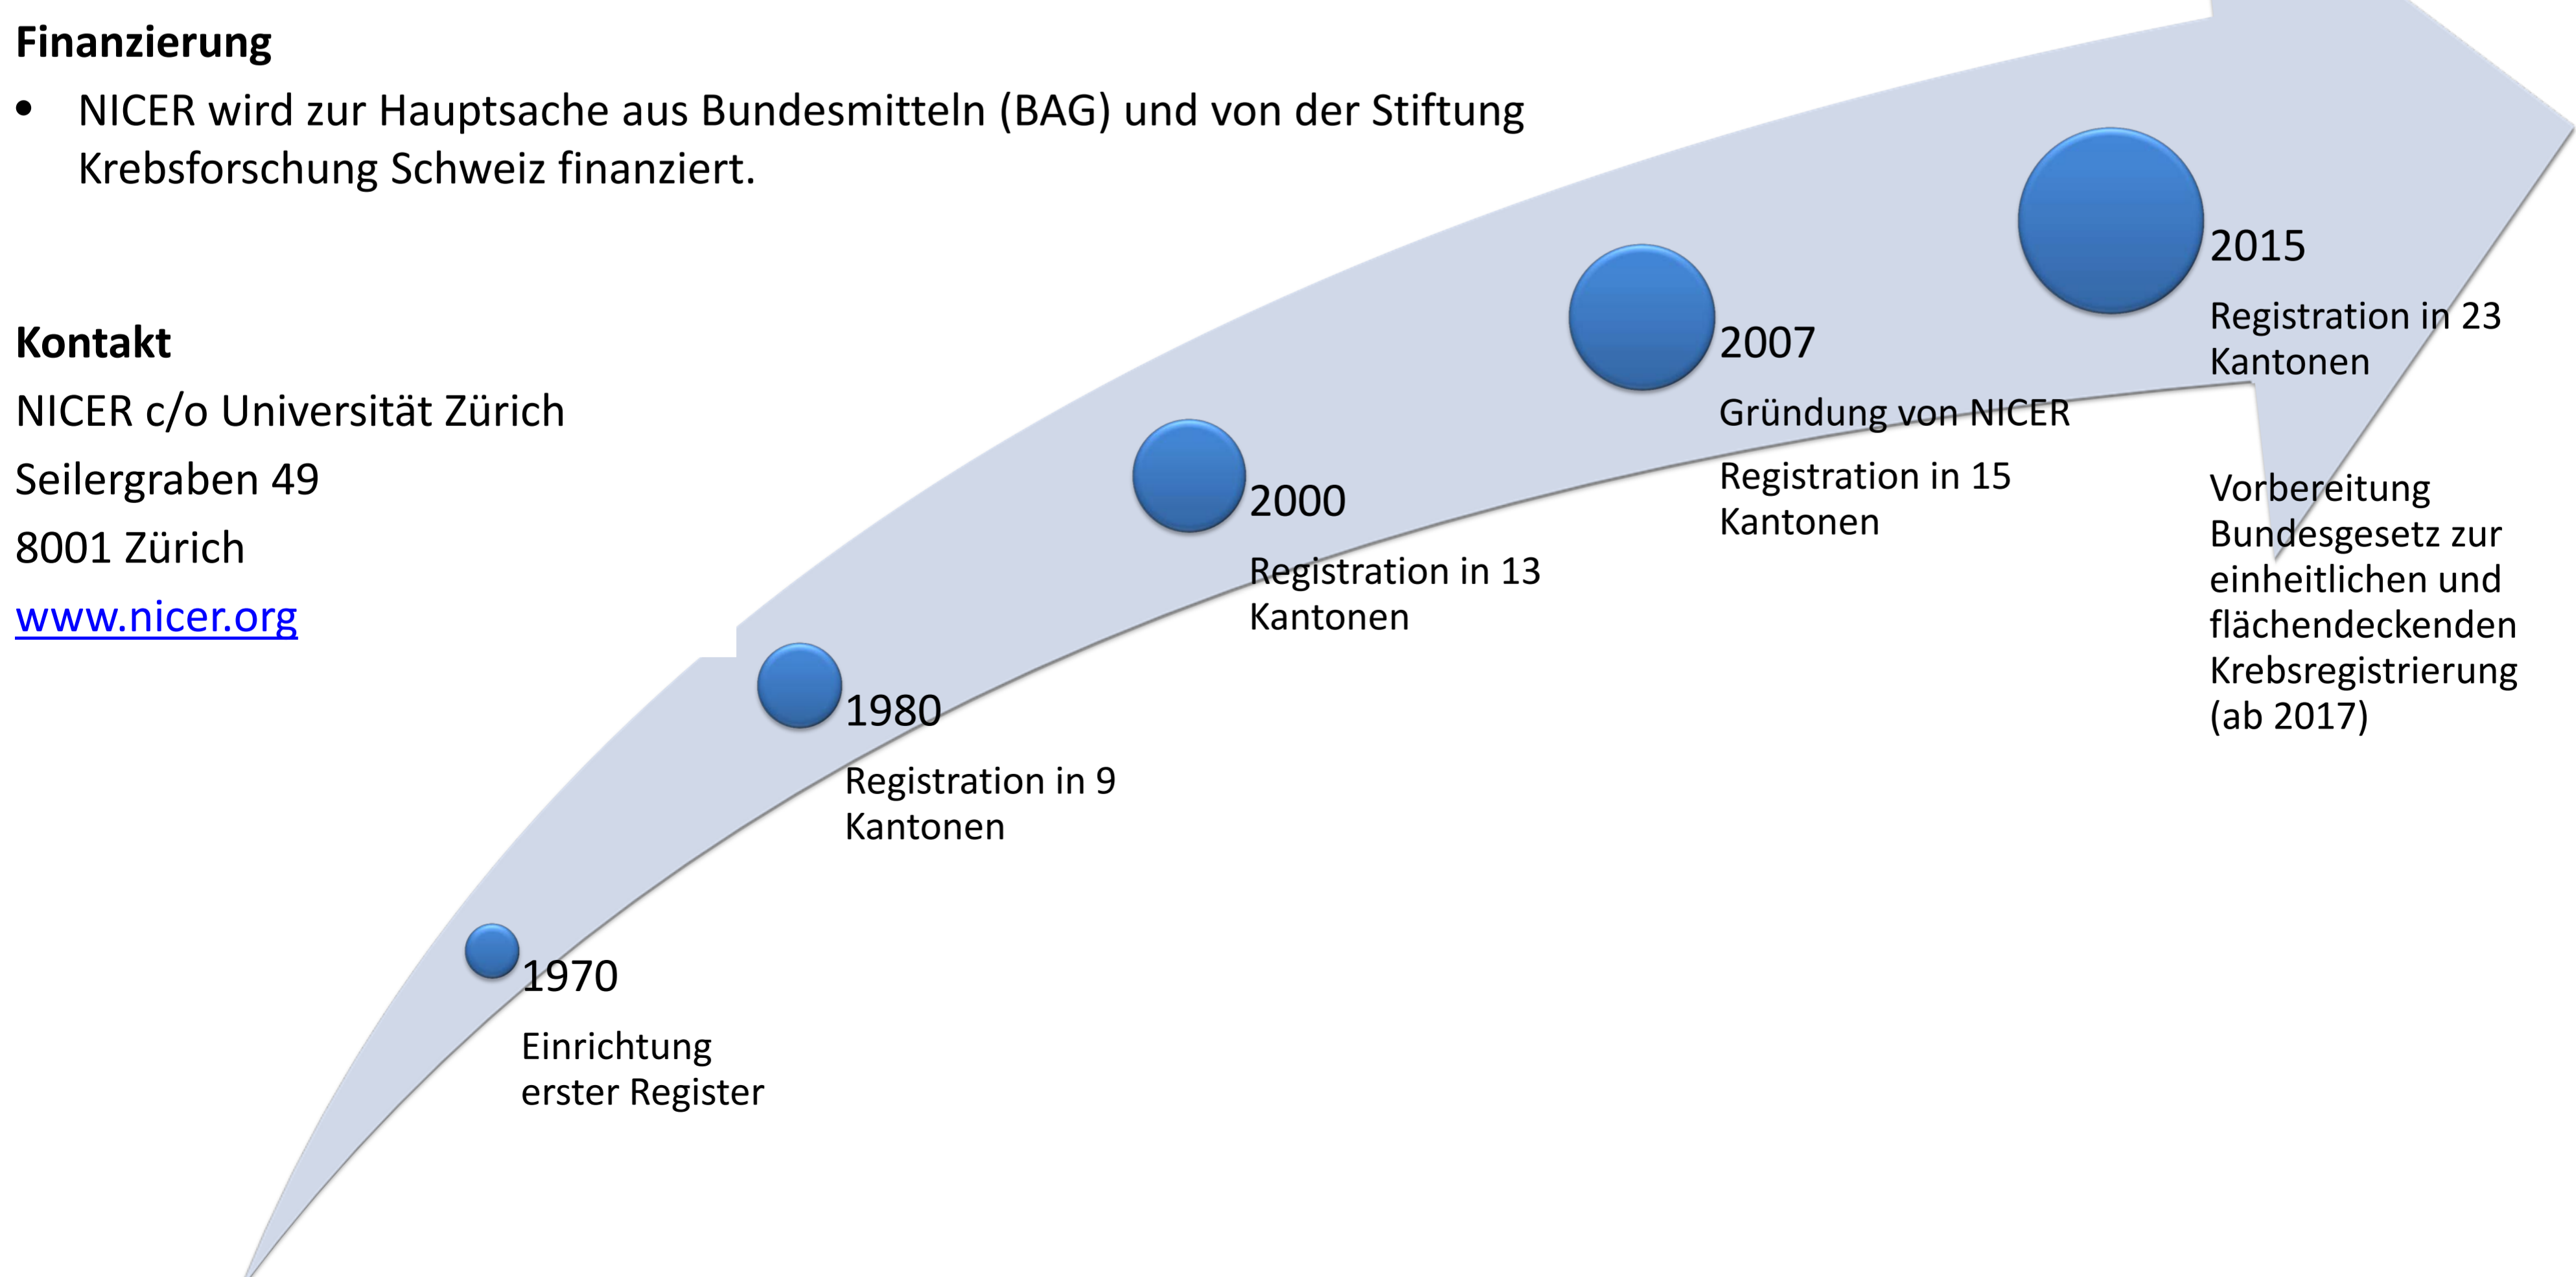 Finanzierung
• NICER wird zur Hauptsache aus Bundesmitteln (BAG) und von der Stiftung
Krebsforschung Schweiz finanziert.
Kontakt
NICER c/o Universität Zürich
Seilergraben 49
8001 Zürich
www.nicer.org
1970
Einrichtung
erster Register
1980
Registration in 9
Kantonen
2000
Registration in 13
Kantonen
2007
Gründung von NICER
Registration in 15
Kantonen
2015
Registration in 23
Kantonen
Vorbereitung
Bundesgesetz zur
einheitlichen und
flächendeckenden
Krebsregistrierung
(ab 2017)